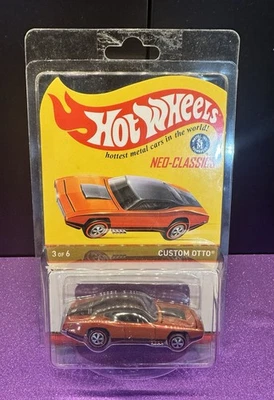 Hot Wheels
hottest metal cars in the world!
NEO-CLASSICS
3 OF 6
CUSTOM OTTO